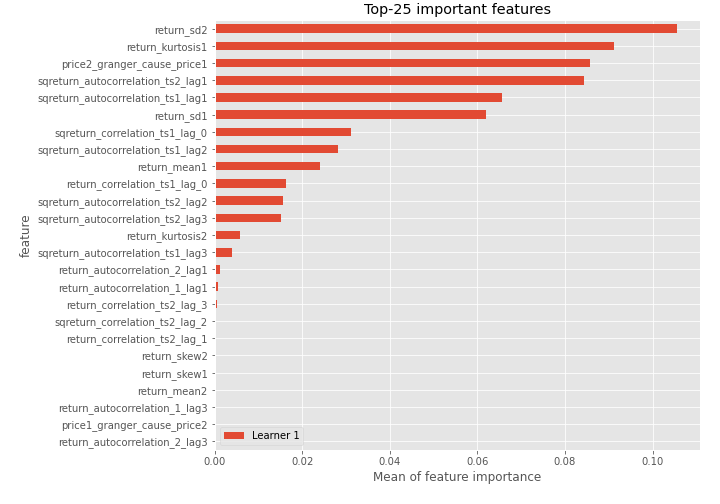 Top-25 important features
return_sd2
return_kurtosis1
price2_granger_cause_price1
sqreturn_autocorrelation_ts2_lag1
sqreturn_autocorrelation_ts1_lag1
return_sd1
sqreturn_correlation_ts1_lag_0
sqreturn_autocorrelation_ts1_lag2
return_mean1
return_correlation_ts1_lag_0
sqreturn_autocorrelation_ts2_lag2
sqreturn_autocorrelation_ts2_lag3
return_kurtosis2
sqreturn_autocorrelation_ts1_lag3
return_autocorrelation_2_lag1
return_autocorrelation_1_lag1
return_correlation_ts2_lag_3
sqreturn_correlation_ts2_lag_2
return_correlation_ts2_lag_1
return_skew2
return_skew1
return_mean2
return_autocorrelation_1_lag3
price1_granger_cause_price2
return_autocorrelation_2_lag3
feature
Learner 1
0.00 0.02 0.04 0.06 0.08 0.10
Mean of feature importance